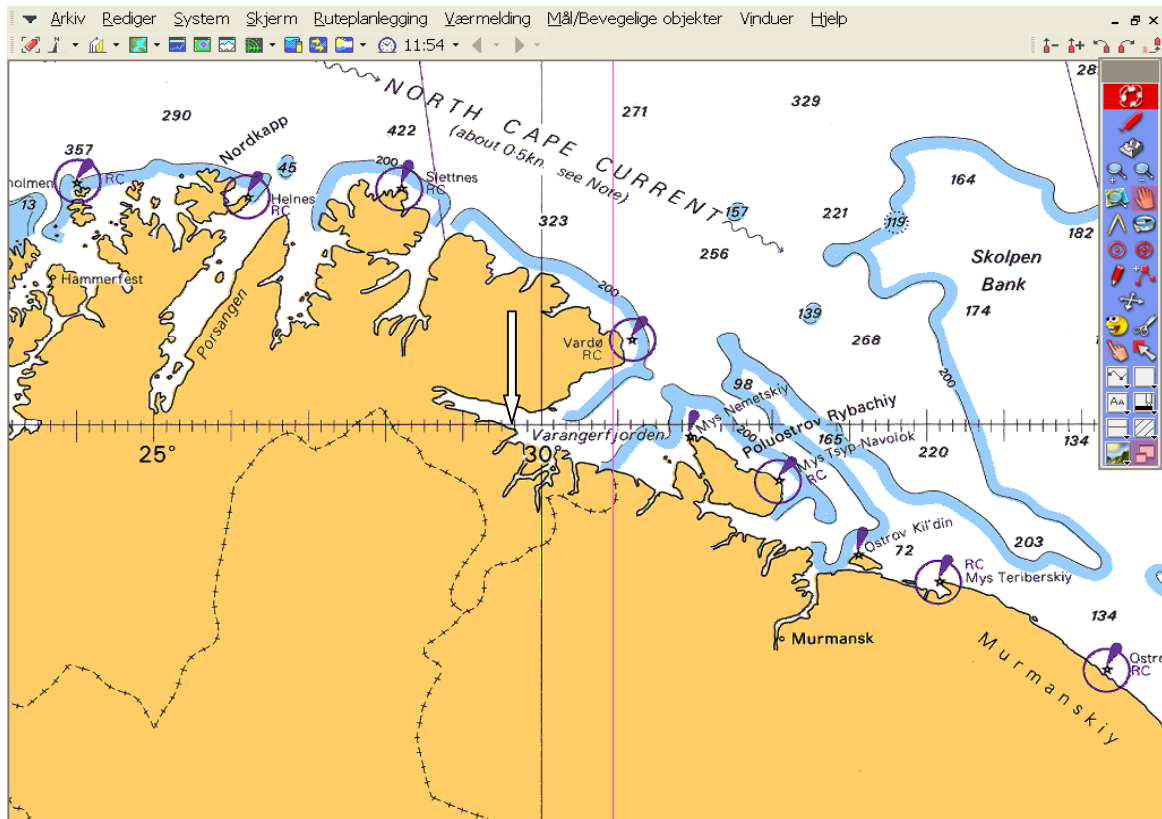 Arkiv Rediger System Skjerm Ruteplanlegging Værmelding Mål/Bevegelige objekter Vinduer Hjelp
11:54
NORTH CAPE CURRENT
(about 0·5kn. see Note)
290
271
329
357
RC
Nordkapp
422
200
45
Slettnes
RC
164
holmen
13
Helnes
RC
157
221
119
182
323
256
Skolpen
Bank
Hammerfest
200
174
Porsangen
139
Vardø
RC
268
200
98
Mys Nemetskiy
Poluostrov Rybachiy
Varangerfjorden
200
165
134
25°
30°
220
Mys Tsyp-Navolok
RC
Ostrov Kil'din
72
203
RC
Mys Teriberskiy
134
Murmansk
Murmanskiy
Ostr
RC
AA